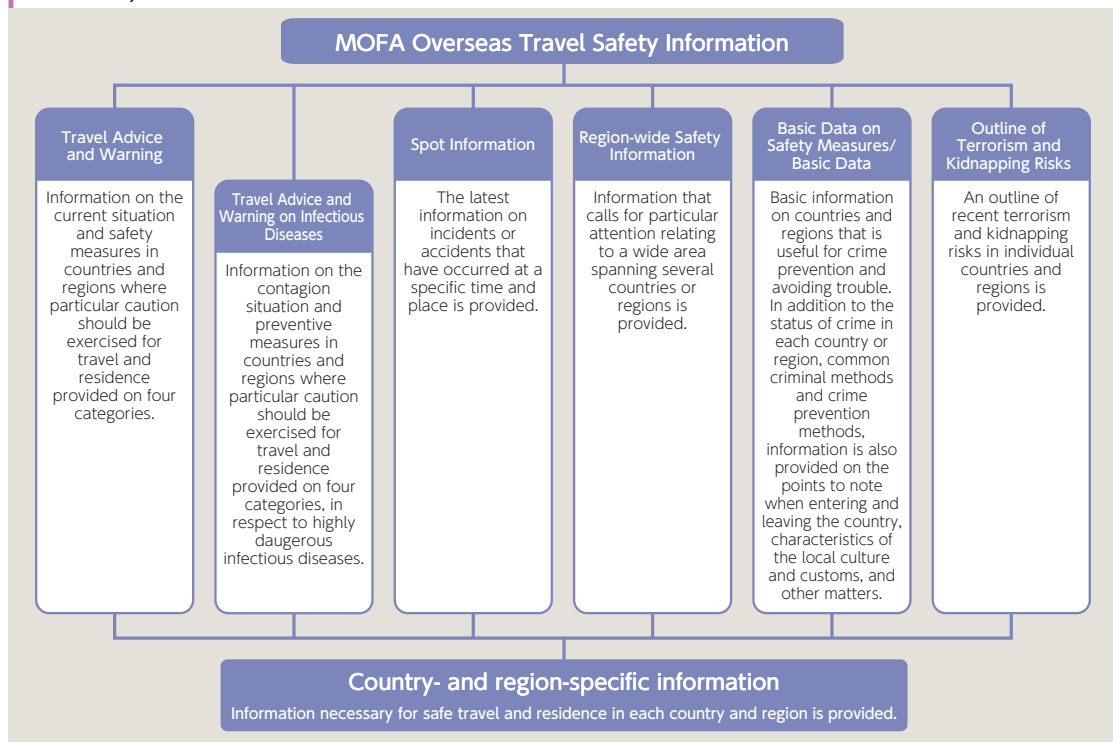 MOFA Overseas Travel Safety Information
Travel Advice
and Warning
Information on the
current situation
and safety
measures in
countries and
regions where
particular caution
should be
exercised for
travel and
residence
provided on four
categories.
Travel Advice and
Warning on Infectious
Diseases
Information on the
contagion
situation and
preventive
measures in
countries and
regions where
particular caution
should be
exercised for
travel and
residence
provided on four
categories, in
respect to highly
daugerous
infectious diseases.
Spot Information
The latest
information on
incidents or
accidents that
have occurred at a
specific time and
place is provided.
Region-wide Safety
Information
Information that
calls for particular
attention relating
to a wide area
spanning several
countries or
regions is
provided.
Basic Data on
Safety Measures/
Basic Data
Basic information
on countries and
regions that is
useful for crime
prevention and
avoiding trouble.
In addition to the
status of crime in
each country or
region, common
criminal methods
and crime
prevention
methods,
information is also
provided on the
points to note
when entering and
leaving the country,
characteristics of
the local culture
and customs, and
other matters.
Outline of
Terrorism and
Kidnapping Risks
An outline of
recent terrorism
and kidnapping
risks in individual
countries and
regions is
provided.
Country- and region-specific information
Information necessary for safe travel and residence in each country and region is provided.